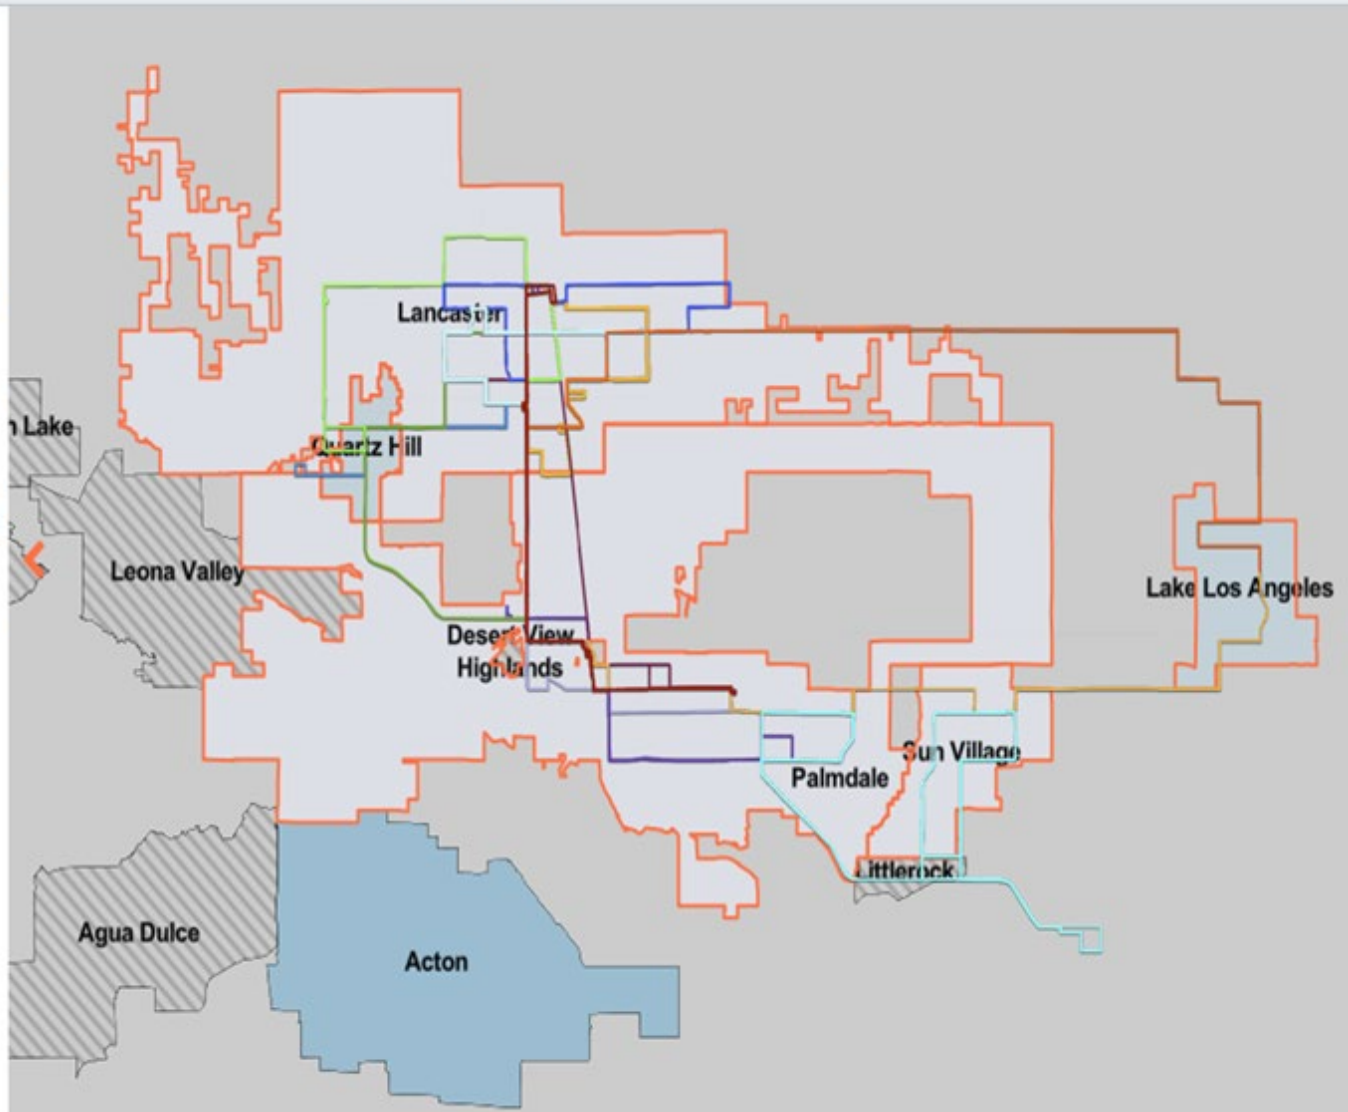 Lancaster
n Lake
Quartz Hill
Leona Valley
Lake Los Angeles
Desert View
Highlands
Sun Village
Palmdale
Littlerock
Agua Dulce
Acton